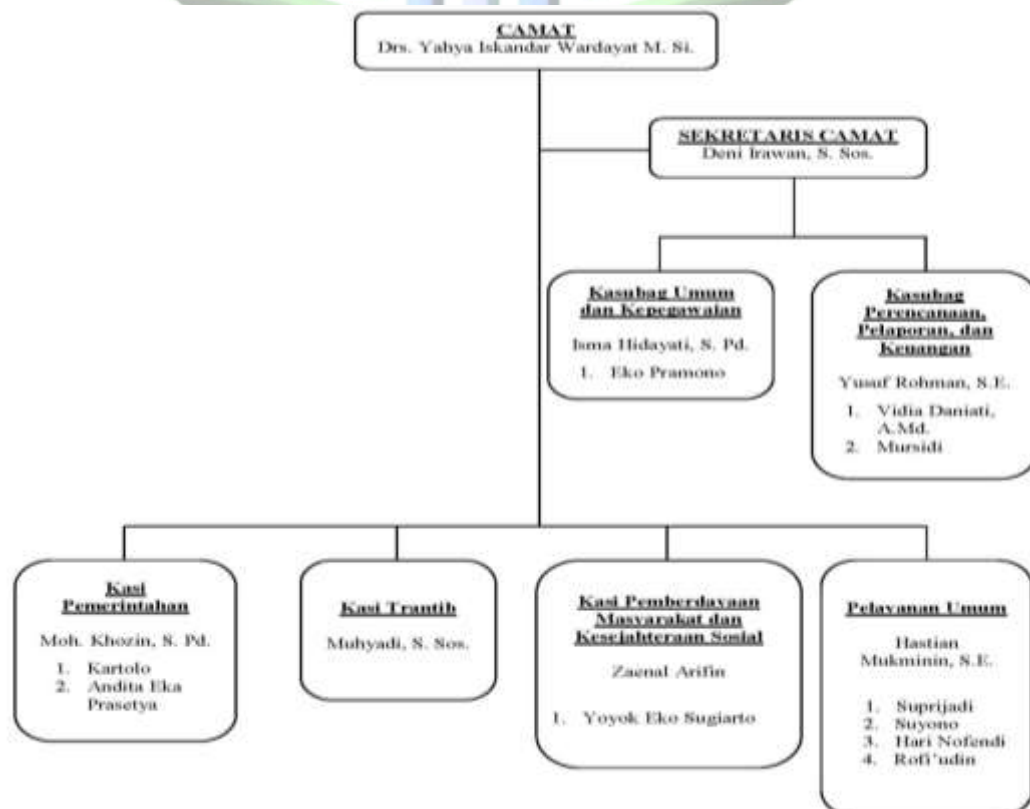 CAMAT
Drs. Yahya Iskandar Wardayat M. Si.
SEKRETARIS CAMAT
Deni Irawan, S. Sos.
Kasubag Umum
dan Kepegawaian
Isma Hidayati, S. Pd.
1. Eko Pramono
Kasubag
Perencanaan,
Pelaporan, dan
Keuangan
Yusuf Rohman, S.E.
1. Vidia Daniati,
A.Md.
2. Mursidi
Kasi
Pemerintahan
Moh. Khozin, S. Pd.
1. Kartolo
2. Andita Eka
Prasetya
Kasi Trantib
Muhyadi, S. Sos.
Kasi Pemberdayaan
Masyarakat dan
Kesejahteraan Sosial
Zaenal Arifin
1. Yoyok Eko Sugiarto
Pelayanan Umum
Hastian
Mukminin, S.E.
1. Suprijadi
2. Suyono
3. Hari Nofendi
4. Rofi'udin